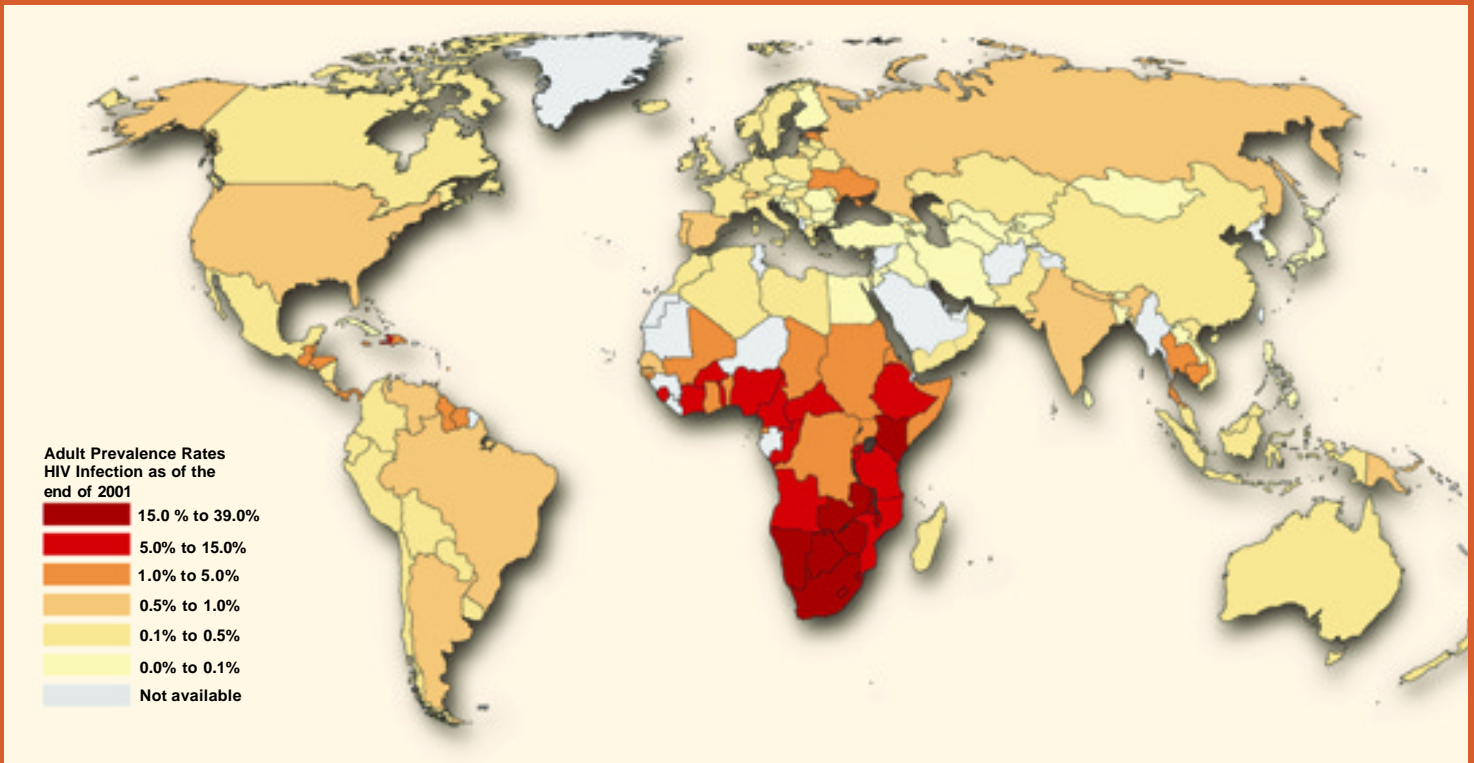 Adult Prevalence Rates
HIV Infection as of the
end of 2001
15.0 % to 39.0%
5.0% to 15.0%
1.0% to 5.0%
0.5% to 1.0%
0.1% to 0.5%
0.0% to 0.1%
Not available